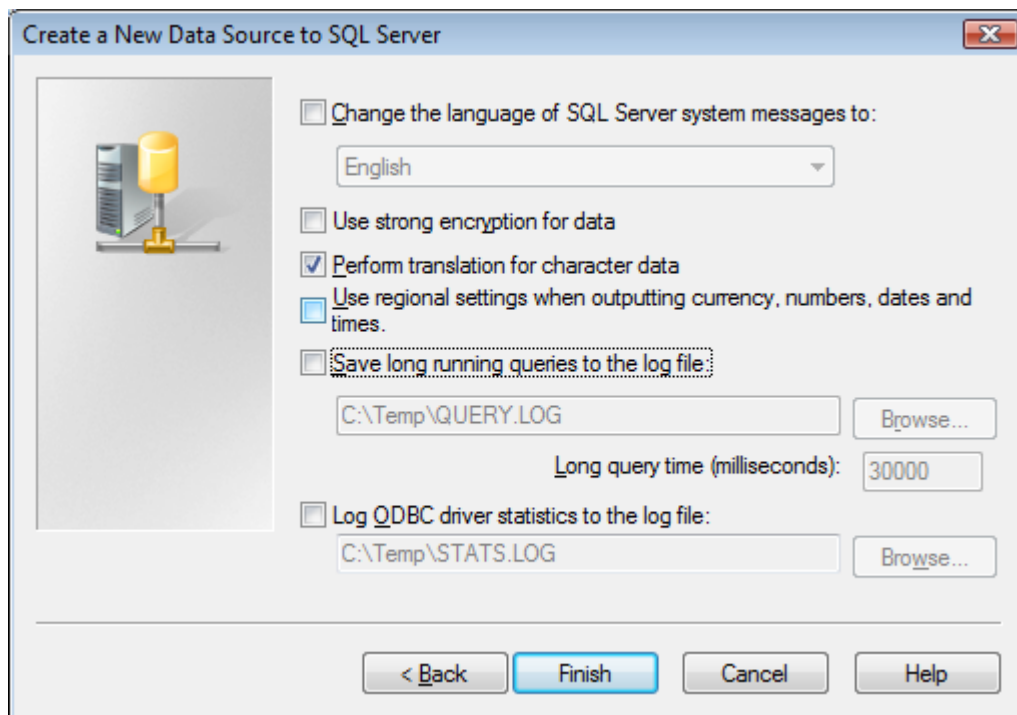 Create a New Data Source to SQL Server
Change the language of SQL Server system messages to:
English
Use strong encryption for data
Perform translation for character data
Use regional settings when outputting currency, numbers, dates and
times.
Save long running queries to the log file:
C:\Temp\QUERY.LOG
Browse...
Long query time (milliseconds):
30000
Log ODBC driver statistics to the log file:
C:\Temp\STATS.LOG
Browse...
< Back
Finish
Cancel
Help